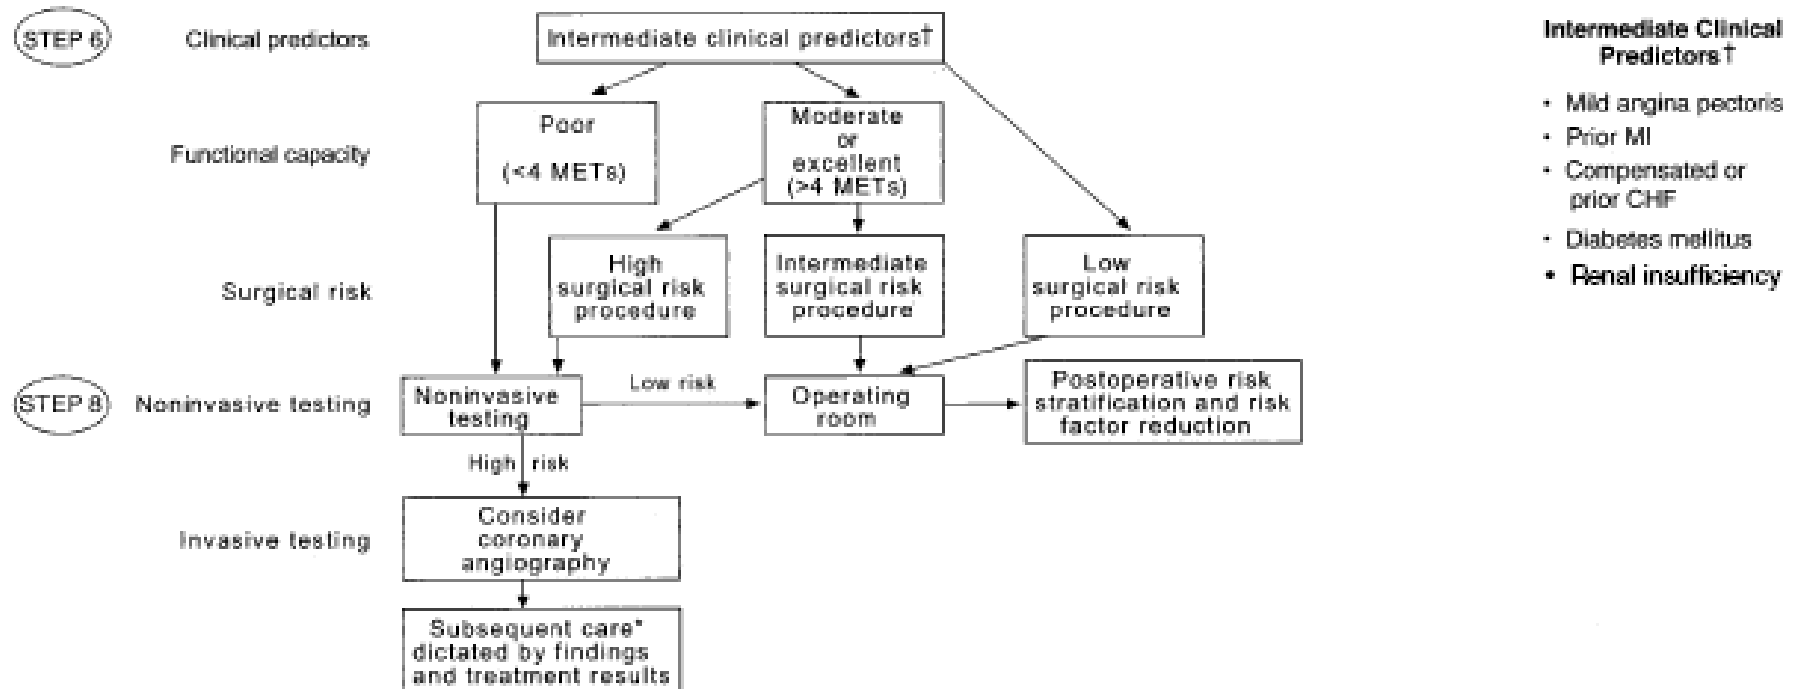 STEP 6
Clinical predictors
Intermediate clinical predictors†
Functional capacity
Poor
(<4 METs)
Moderate
or
excellent
(>4 METs)
Surgical risk
High
surgical risk
procedure
Intermediate
surgical risk
procedure
Low
surgical risk
procedure
STEP 8
Noninvasive testing
Noninvasive
testing
Low risk
Operating
room
Postoperative risk
stratification and risk
factor reduction
High risk
Invasive testing
Consider
coronary
angiography
Subsequent care*
dictated by findings
and treatment results
Intermediate Clinical
Predictors†
• Mild angina pectoris
• Prior MI
• Compensated or
prior CHF
• Diabetes mellitus
• Renal insufficiency